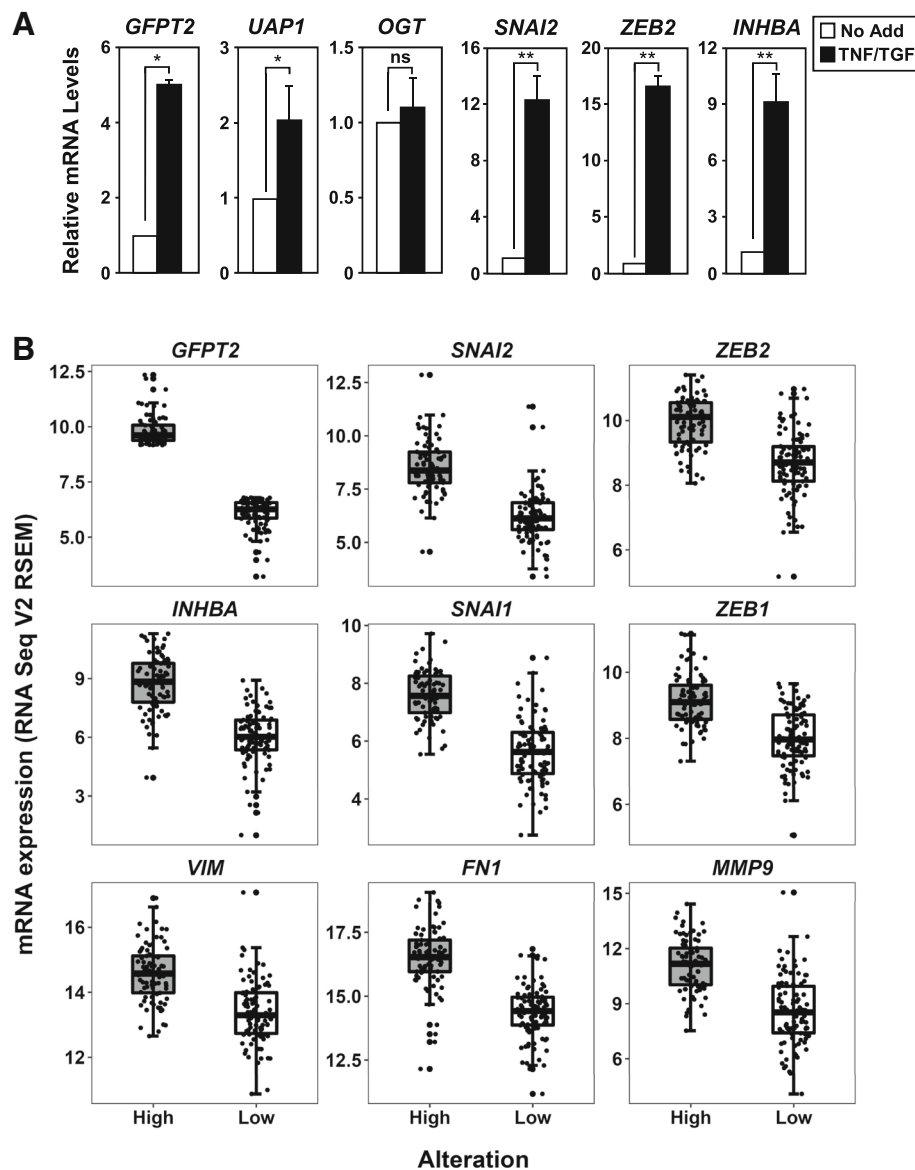 A
GFPT2 UAP1 OGT SNAI2 ZEB2 INHBA
No Add
TNF/TGF
Relative mRNA Levels
6 4 2 0
*
3 2 1 0
*
1.5 1.0 0.5 0
ns
16 12 8 4 0
**
20 15 10 5 0
**
12 9 6 3 0
**
B
mRNA expression (RNA Seq V2 RSEM)
GFPT2 SNAI2 ZEB2
12.5 10.0 7.5 5.0
12.5 10.0 7.5 5.0
10 8 6
INHBA SNAI1 ZEB1
9 6 3
10 8 6 4
10 8 6
VIM FN1 MMP9
16 14 12
17.5 15.0 12.5
15 12 9 6
High Low High Low High Low
Alteration